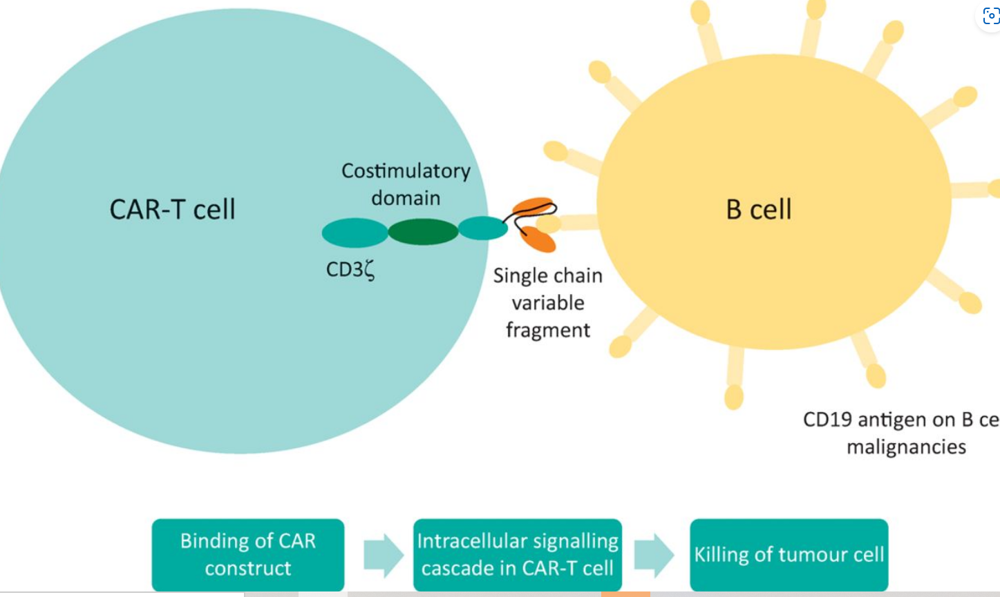 Costimulatory
domain
CAR-T cell
B cell
CD3ζ
Single chain
variable
fragment
CD19 antigen on B ce
malignancies
Binding of CAR
construct
Intracellular signalling
cascade in CAR-T cell
Killing of tumour cell